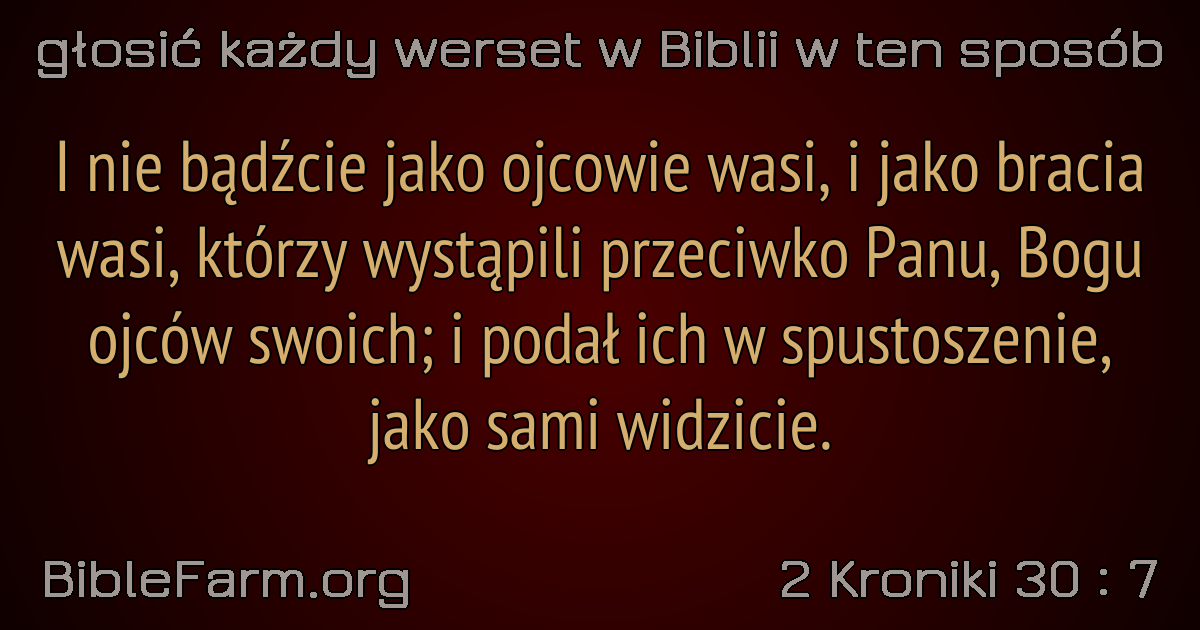 głosić każdy werset w Biblii w ten sposób
I nie bądźcie jako ojcowie wasi, i jako bracia
wasi, którzy wystąpili przeciwko Panu, Bogu
ojców swoich; i podał ich w spustoszenie,
jako sami widzicie.
BibleFarm.org
2 Kroniki 30 : 7